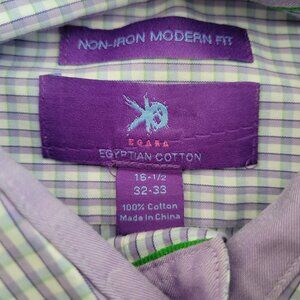 NON-IRON MODERN FIT
EGARA
EGYPTIAN COTTON
16-1/2
32-33
100% Cotton
Made in China